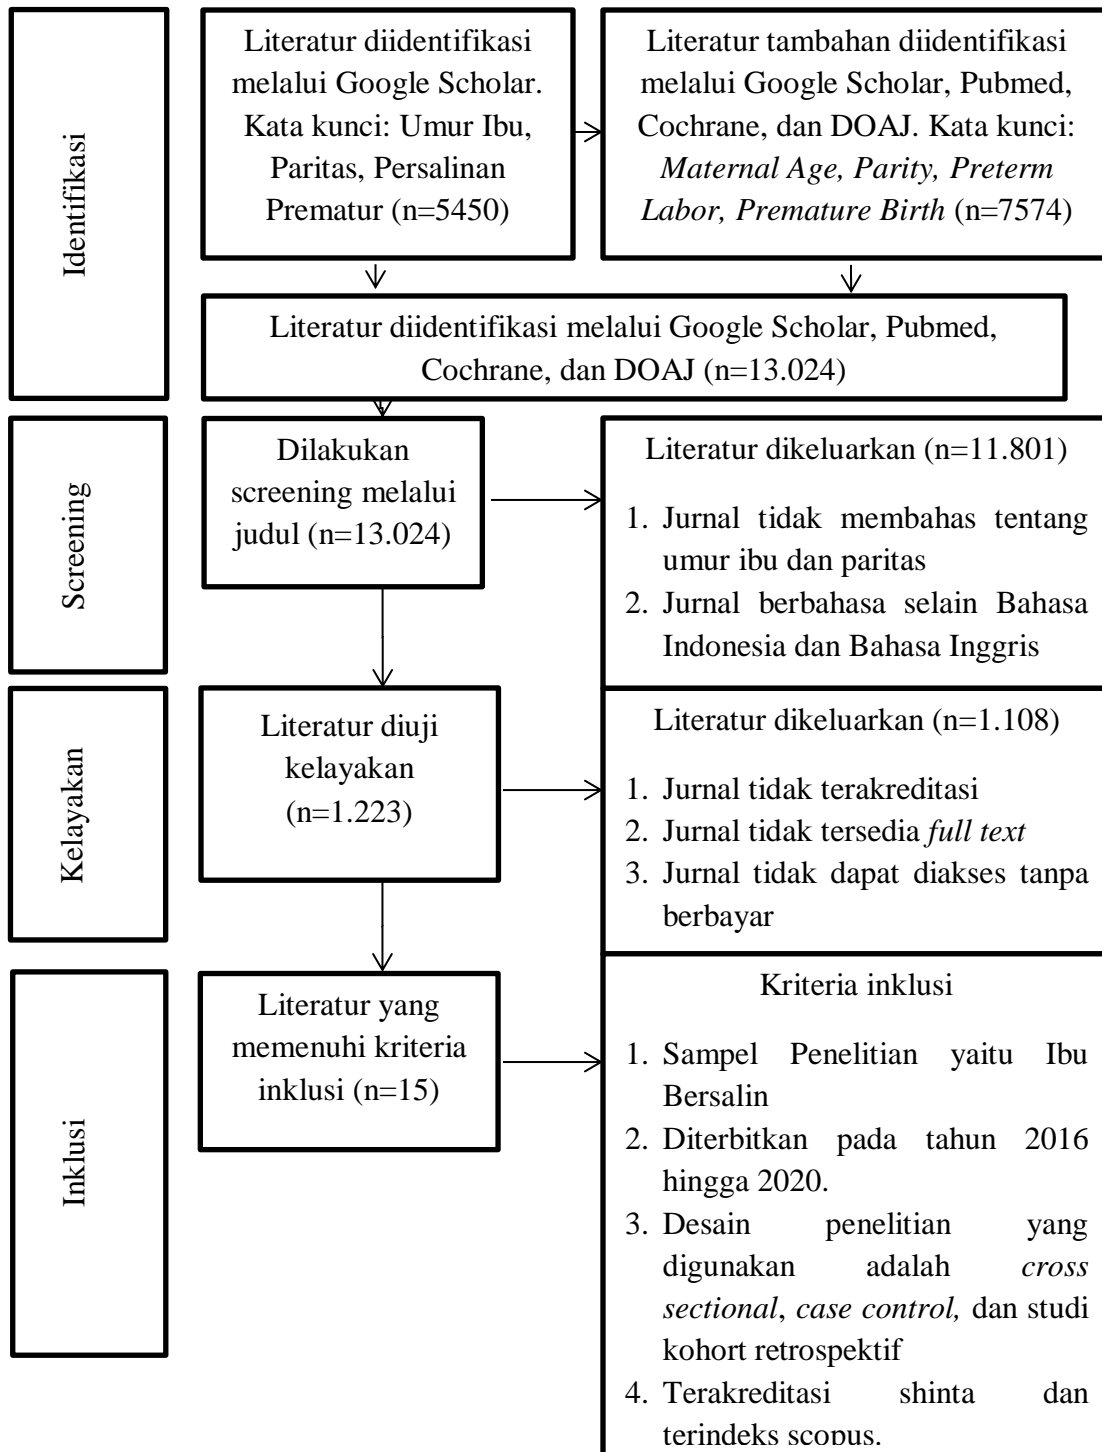 Identifikasi
Literatur diidentifikasi
melalui Google Scholar.
Kata kunci: Umur Ibu,
Paritas, Persalinan
Prematur (n=5450)
Literatur tambahan diidentifikasi
melalui Google Scholar, Pubmed,
Cochrane, dan DOAJ. Kata kunci:
Maternal Age, Parity, Preterm
Labor, Premature Birth (n=7574)
Literatur diidentifikasi melalui Google Scholar, Pubmed,
Cochrane, dan DOAJ (n=13.024)
Screening
Dilakukan
screening melalui
judul (n=13.024)
Literatur dikeluarkan (n=11.801)
1. Jurnal tidak membahas tentang
umur ibu dan paritas
2. Jurnal berbahasa selain Bahasa
Indonesia dan Bahasa Inggris
Kelayakan
Literatur diuji
kelayakan
(n=1.223)
Literatur dikeluarkan (n=1.108)
1. Jurnal tidak terakreditasi
2. Jurnal tidak tersedia full text
3. Jurnal tidak dapat diakses tanpa
berbayar
Inklusi
Literatur yang
memenuhi kriteria
inklusi (n=15)
Kriteria inklusi
1. Sampel Penelitian yaitu Ibu
Bersalin
2. Diterbitkan pada tahun 2016
hingga 2020.
3. Desain penelitian yang
digunakan adalah cross
sectional, case control, dan studi
kohort retrospektif
4. Terakreditasi shinta dan
terindeks scopus.